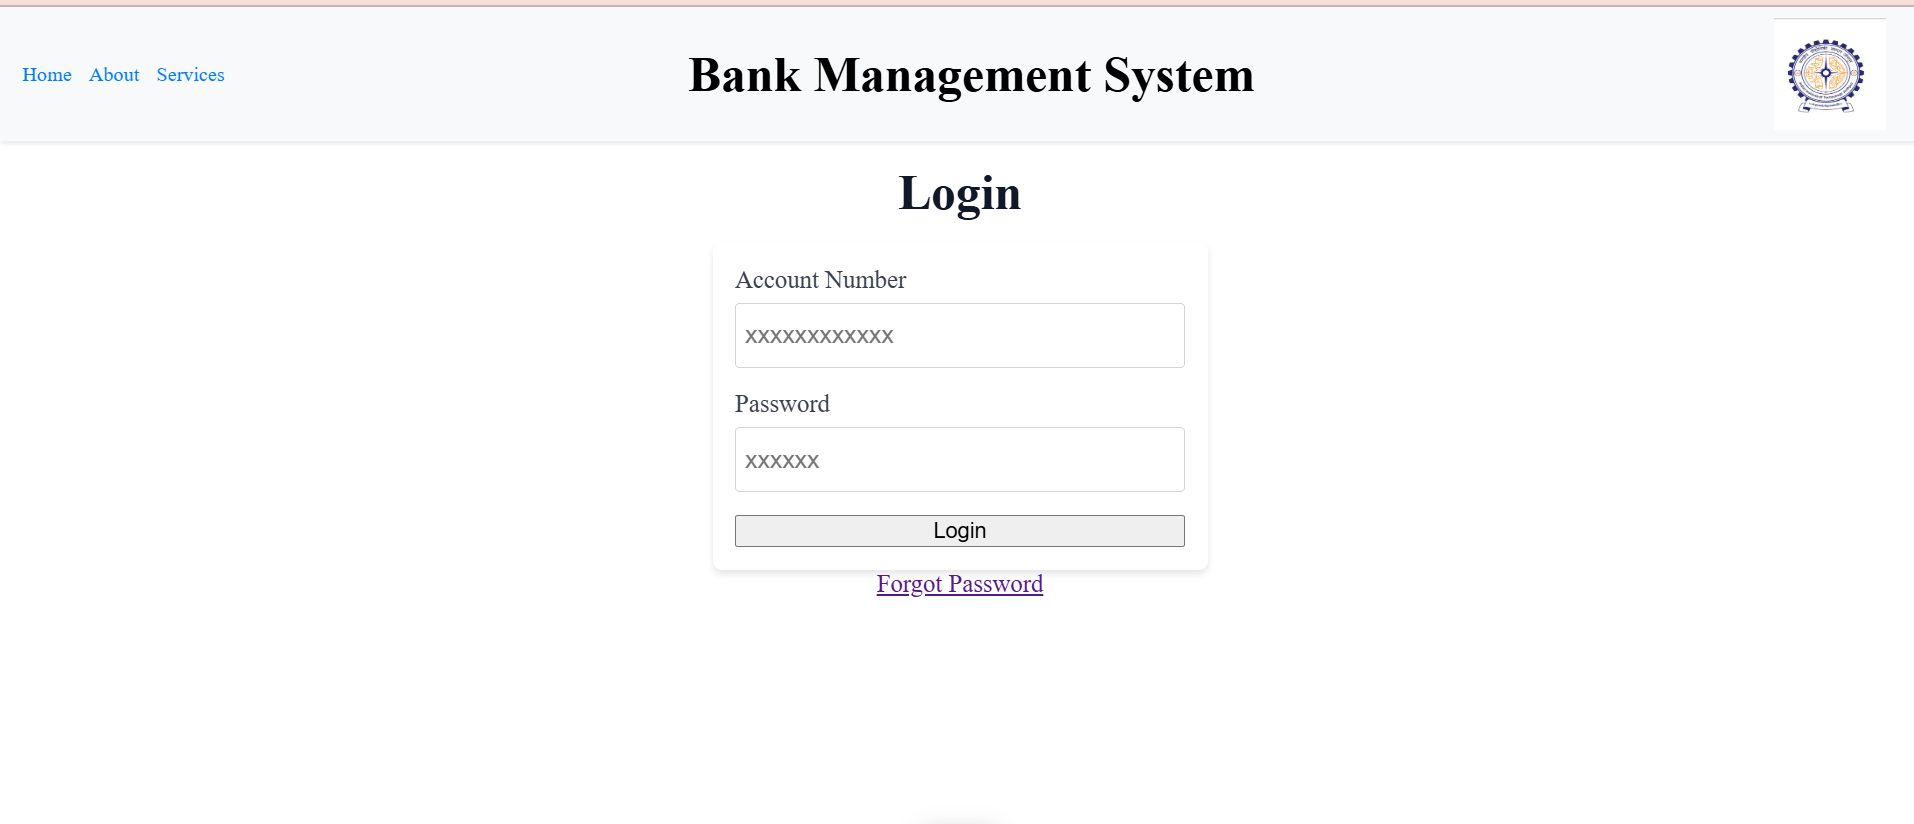 Home About Services
Bank Management System
Login
Account Number
xxxxxxxxxxxx
Password
xxxxxx
Login
Forgot Password